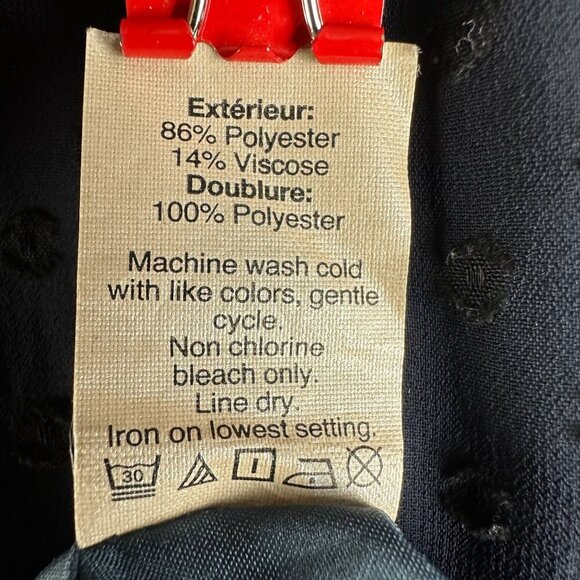 Extérieur:
86% Polyester
14% Viscose
Doublure:
100% Polyester
Machine wash cold
with like colors, gentle
cycle.
Non chlorine
bleach only.
Line dry.
Iron on lowest setting.
30